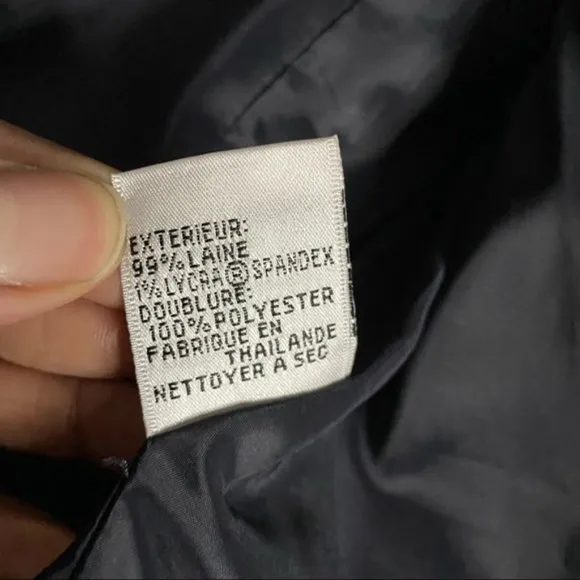 EXTERIEUR:
99% LAINE
1% LYCRA ® SPANDEX
DOUBLURE:
100% POLYESTER
FABRIQUE EN
THAILANDE
NETTOYER A SEC